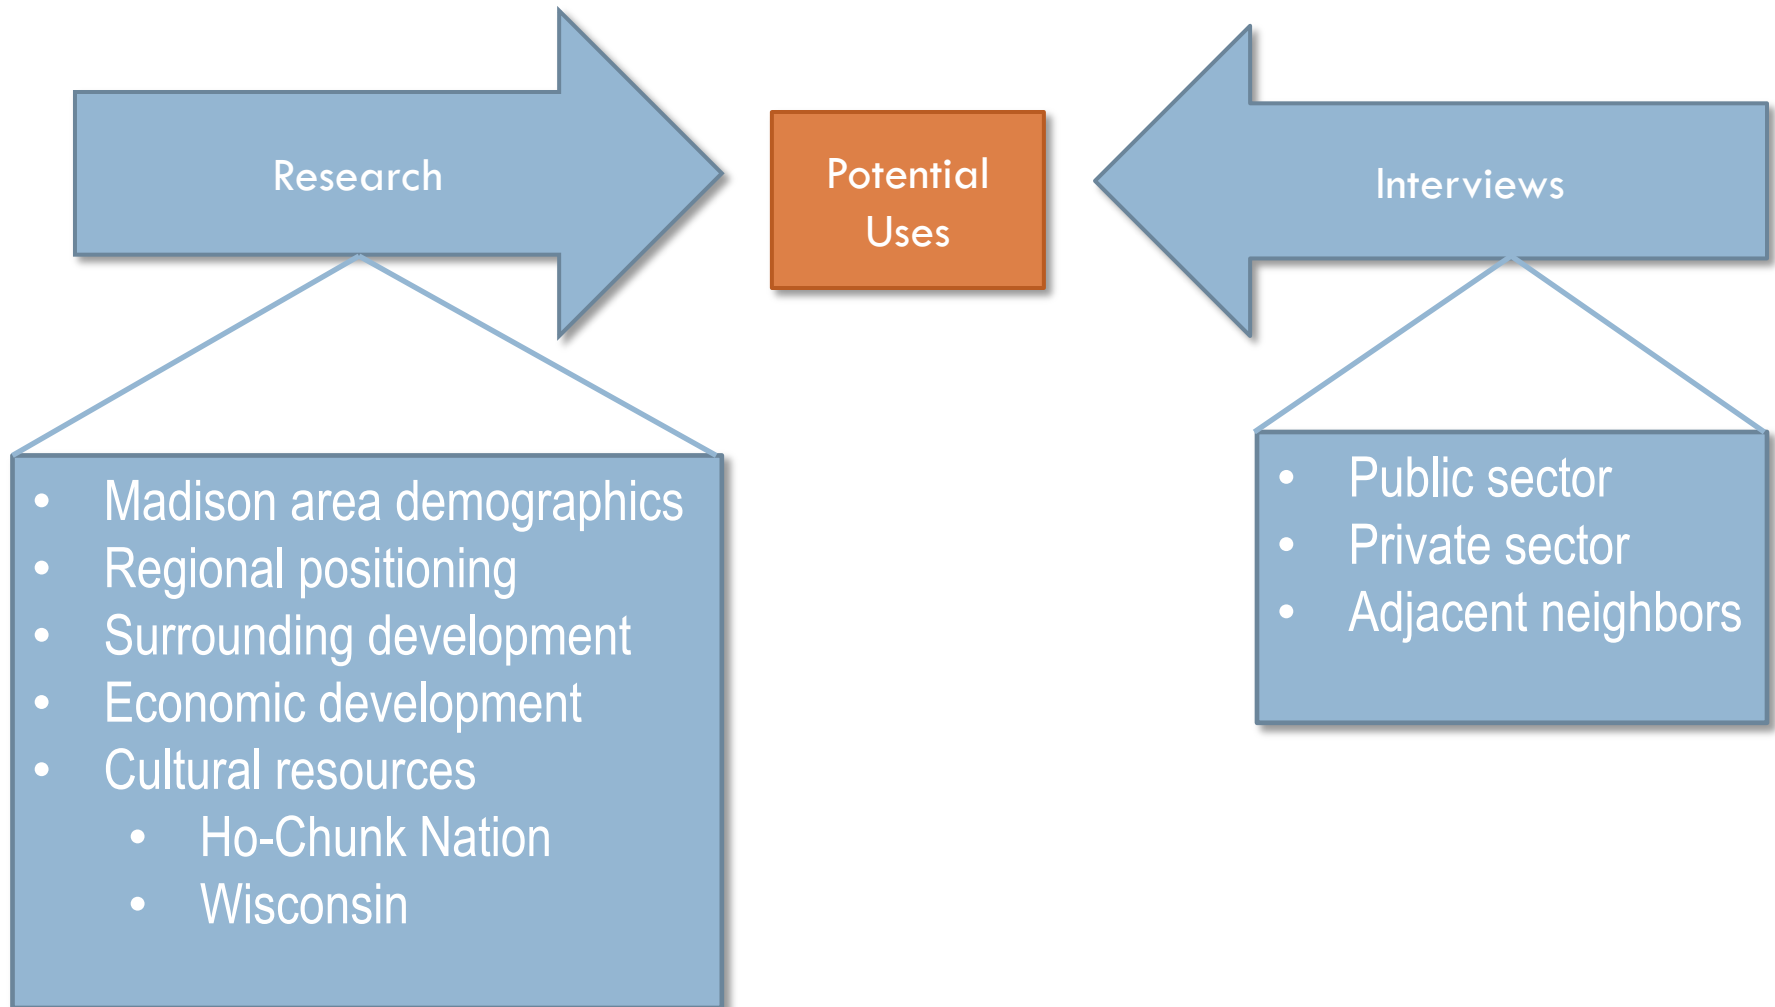 Research
Potential
Uses
Interviews
• Madison area demographics
• Regional positioning
• Surrounding development
• Economic development
• Cultural resources
• Ho-Chunk Nation
• Wisconsin
• Public sector
• Private sector
• Adjacent neighbors